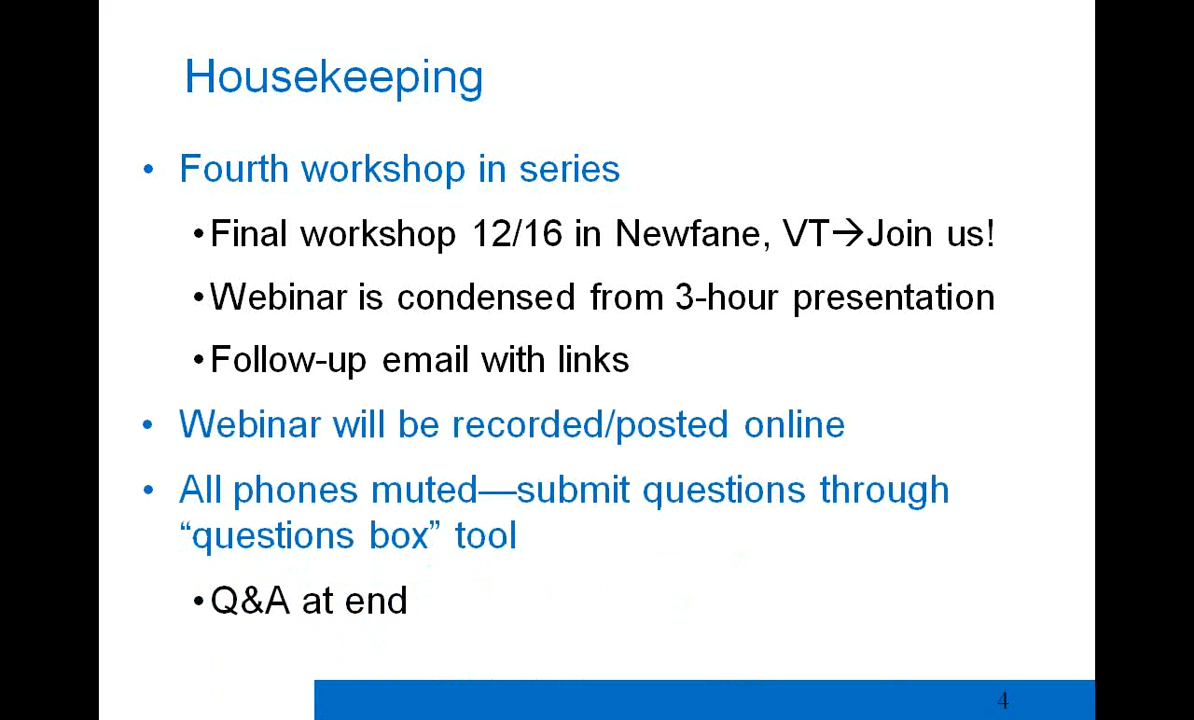 Housekeeping
• Fourth workshop in series
•Final workshop 12/16 in Newfane, VT→Join us!
•Webinar is condensed from 3-hour presentation
•Follow-up email with links
• Webinar will be recorded/posted online
• All phones muted—submit questions through
“questions box” tool
•Q&A at end
4